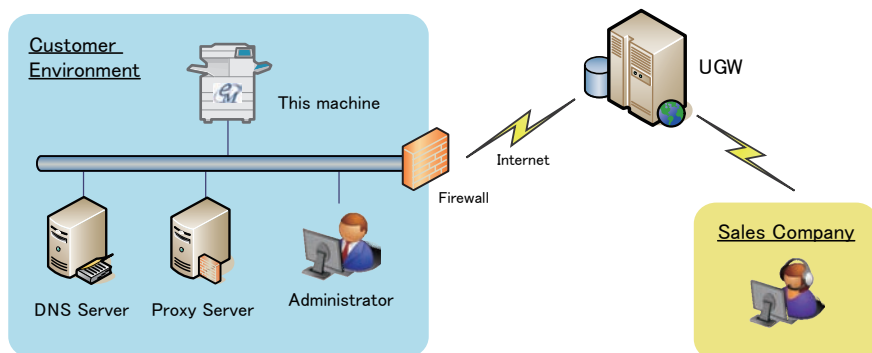 Customer
Environment
This machine
UGW
Internet
Firewall
DNS Server
Proxy Server
Administrator
Sales Company